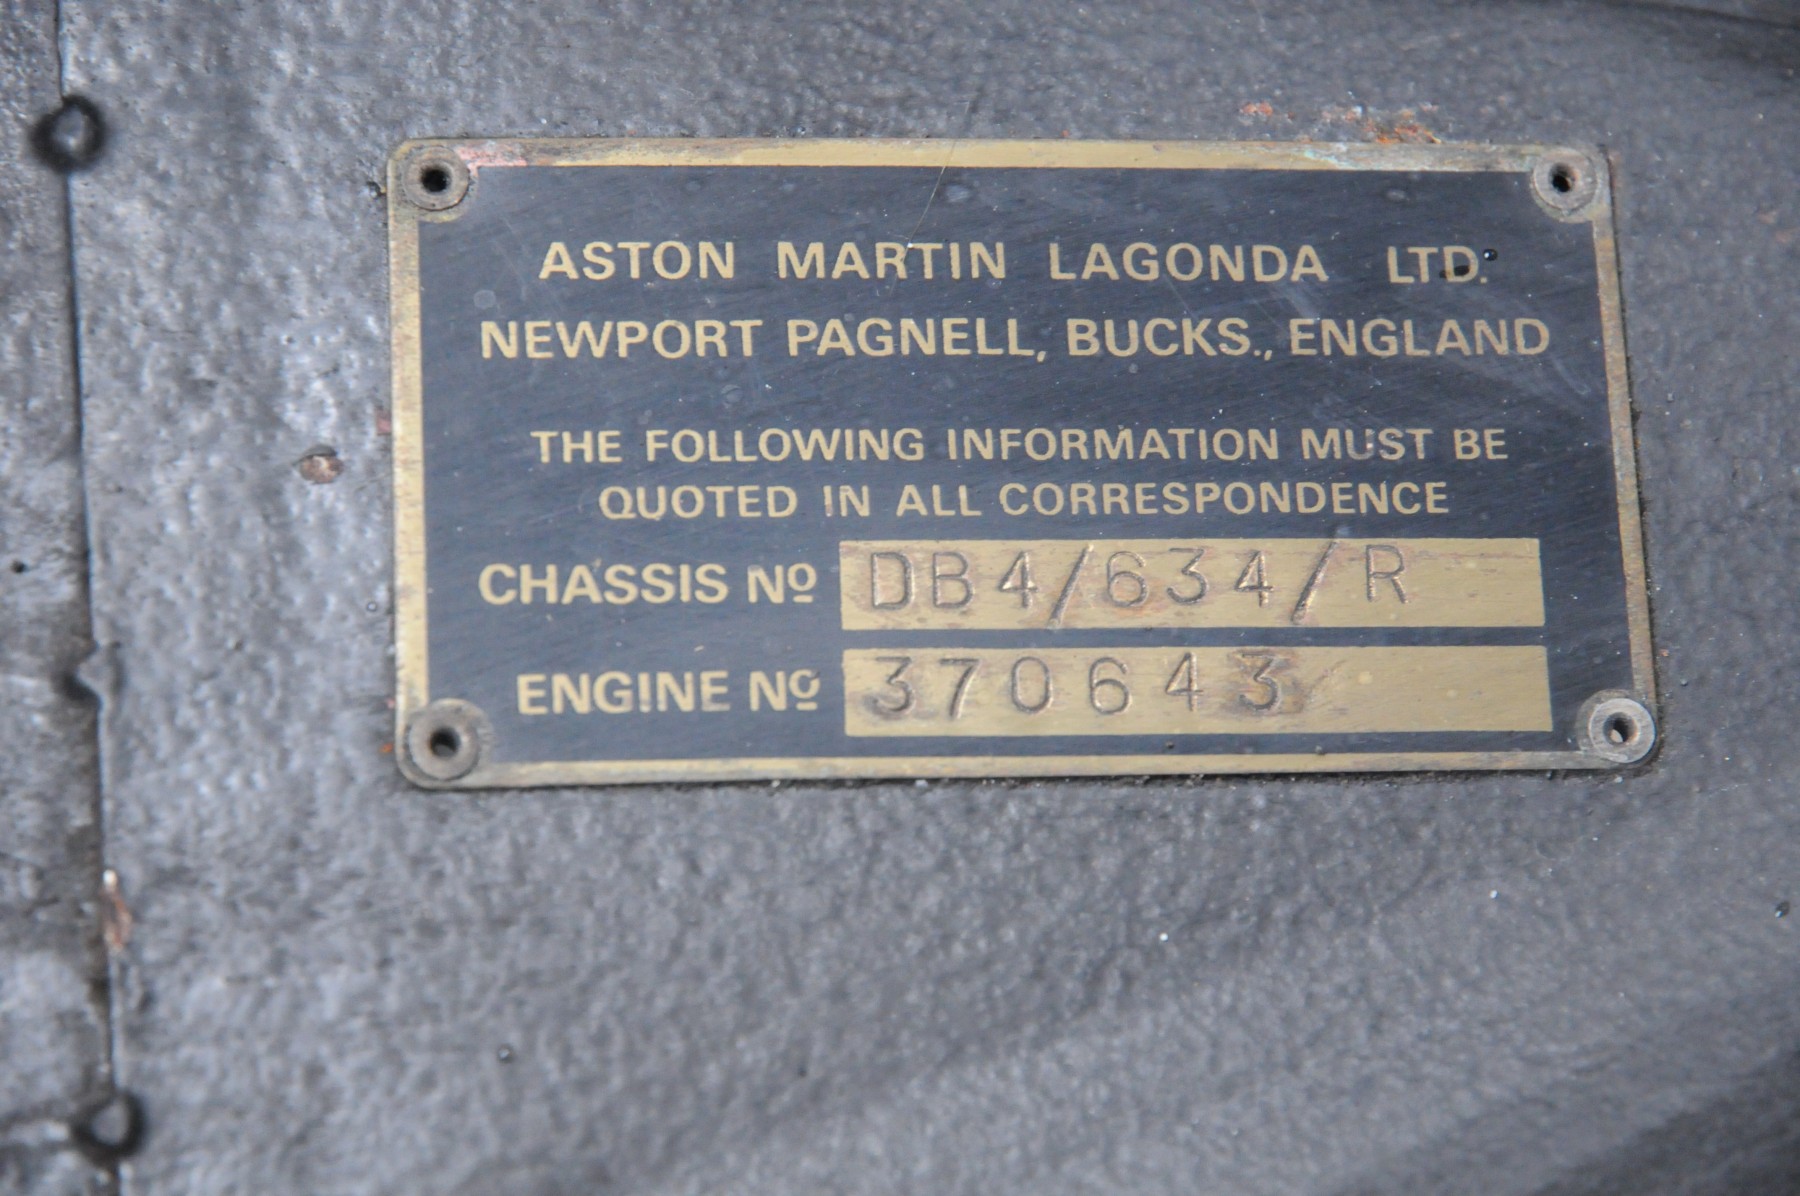 ASTON MARTIN LAGONDA LTD.
NEWPORT PAGNELL, BUCKS., ENGLAND
THE FOLLOWING INFORMATION MUST BE
QUOTED IN ALL CORRESPONDENCE
CHASSIS Nº DB4/634/R
ENGINE Nº 370643